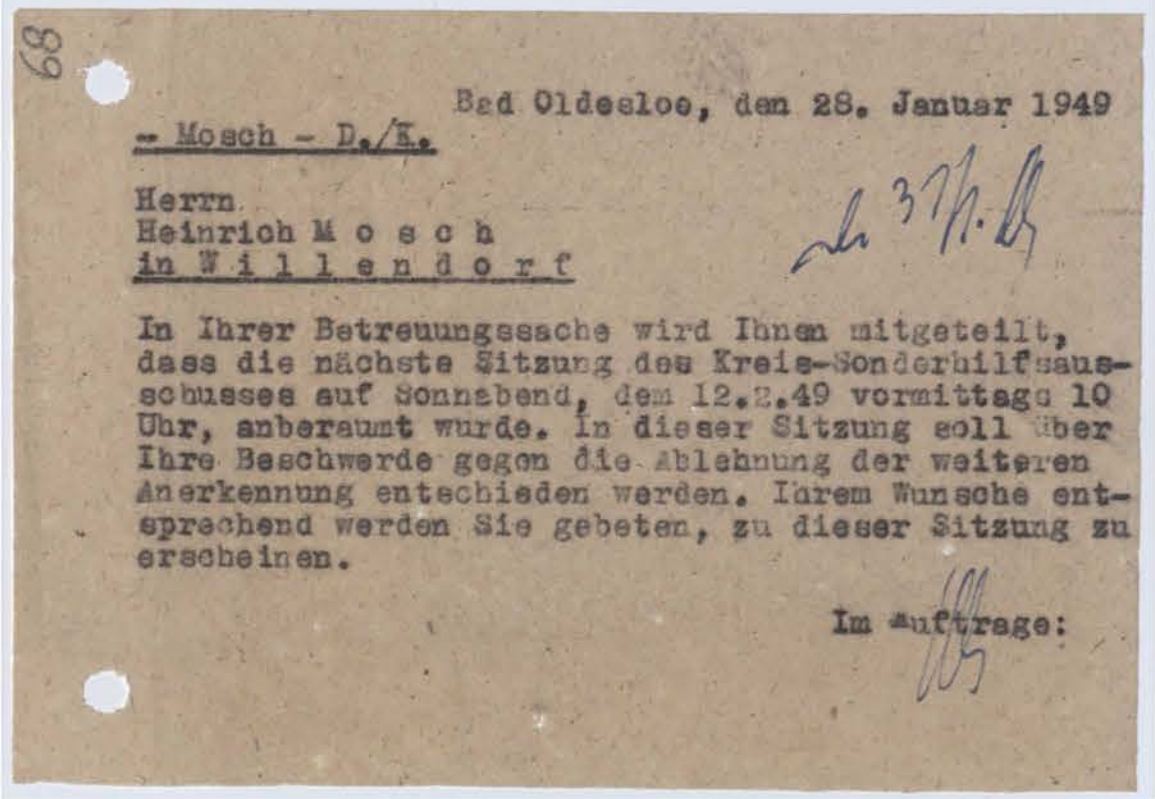 68
Bad Oldesloe, den 28. Januar 1949
- Mosch - D./K.
Herrn
Heinrich M o s c h
in W i l l e n d o r f
In Ihrer Betreuungssache wird Ihnen mitgeteilt,
dass die nächste Sitzung des Kreis-Sonderhilfsaus-
schusses auf Sonnabend, dem 12.2.49 vormittags 10
Uhr, anberaumt wurde. In dieser Sitzung soll über
Ihre Beschwerde gegen die Ablehnung der weiteren
Anerkennung entschieden werden. Ihrem Wunsche ent-
sprechend werden Sie gebeten, zu dieser Sitzung zu
erscheinen.
Im Auftrage: